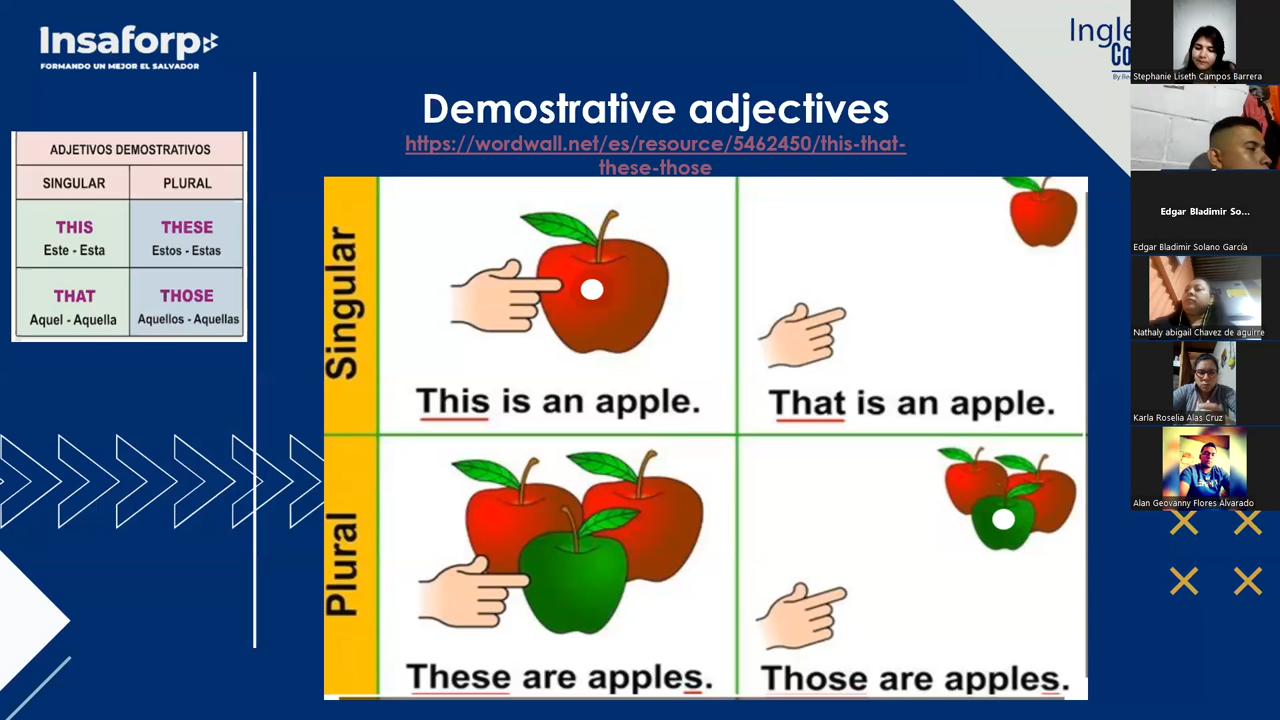 Insaforp
FORMANDO UN MEJOR EL SALVADOR
Demostrative adjectives
https://wordwall.net/es/resource/5462450/this-that-
these-those
ADJETIVOS DEMOSTRATIVOS
SINGULAR PLURAL
THIS THESE
Este - Esta Estos - Estas
THAT THOSE
Aquel - Aquella Aquellos - Aquellas
Singular
This is an apple.
That is an apple.
Plural
These are apples.
Those are apples.
Stephanie Liseth Campos Barrera
Edgar Bladimir So...
Edgar Bladimir Solano García
Nathaly abigail Chavez de aguirre
Karla Roselia Alas Cruz
Alan Geovanny Flores Alvarado